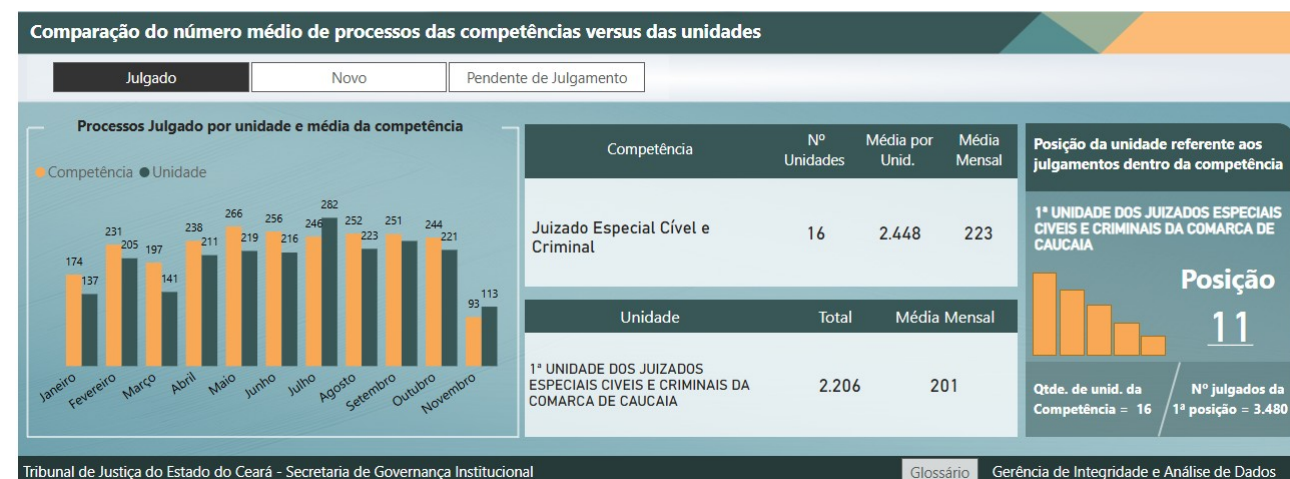 Comparação do número médio de processos das competências versus das unidades
Julgado
Novo
Pendente de Julgamento
Processos Julgado por unidade e média da competência
Competência
Unidade
174
137
231
205
197
141
238
211
266
219
256
216
246
282
252
223
251
244
221
93
113
Janeiro
Fevereiro
Março
Abril
Maio
Junho
Julho
Agosto
Setembro
Outubro
Novembro
Competência
Nº
Unidades
Média por
Unid.
Média
Mensal
Juizado Especial Cível e
Criminal
16
2.448
223
Unidade
Total
Média Mensal
1ª UNIDADE DOS JUIZADOS
ESPECIAIS CIVEIS E CRIMINAIS DA
COMARCA DE CAUCAIA
2.206
201
Posição da unidade referente aos
julgamentos dentro da competência
1ª UNIDADE DOS JUIZADOS ESPECIAIS
CIVEIS E CRIMINAIS DA COMARCA DE
CAUCAIA
Posição
11
Qtde. de unid. da
Competência = 16
Nº julgados da
1ª posição = 3.480
Tribunal de Justiça do Estado do Ceará - Secretaria de Governança Institucional
Glossário
Gerência de Integridade e Análise de Dados